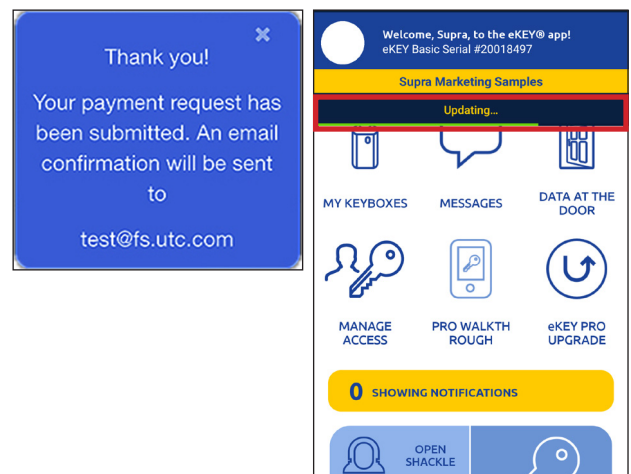 Thank you!
Your payment request has
been submitted. An email
confirmation will be sent
to
test@fs.utc.com
Welcome, Supra, to the eKEY® app!
eKEY Basic Serial #20018497
Supra Marketing Samples
Updating...
MY KEYBOXES
MESSAGES
DATA AT THE
DOOR
MANAGE
ACCESS
PRO WALKTH
ROUGH
eKEY PRO
UPGRADE
0 SHOWING NOTIFICATIONS
OPEN
SHACKLE